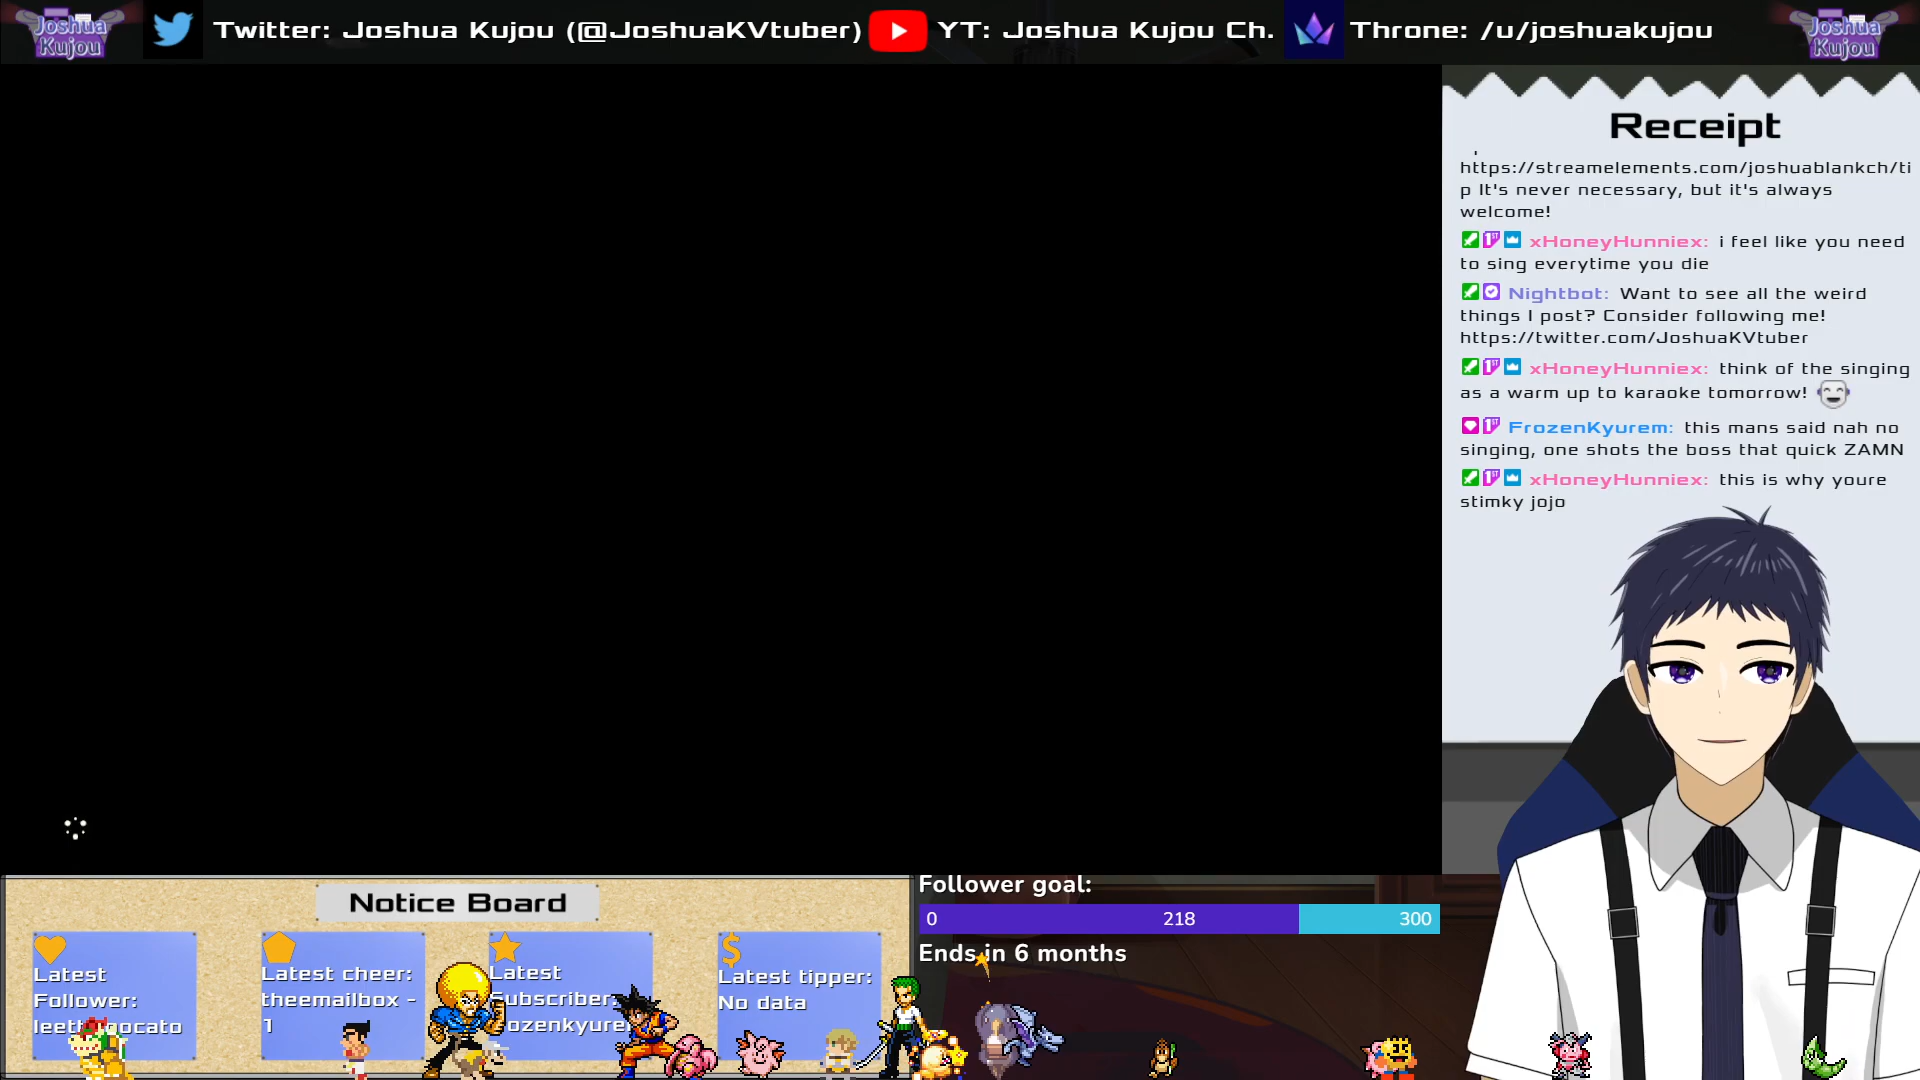 Joshua
Kujou
Twitter: Joshua Kujou (@JoshuaKVtuber)
YT: Joshua Kujou Ch.
Throne: /u/joshuakujou
Joshua
Kujou
Receipt
https://streamelements.com/joshuablankch/ti
p It's never necessary, but it's always
welcome!
xHoneyHunniex: i feel like you need
to sing everytime you die
Nightbot: Want to see all the weird
things I post? Consider following me!
https://twitter.com/JoshuaKVtuber
xHoneyHunniex: think of the singing
as a warm up to karaoke tomorrow!
FrozenKyurem: this mans said nah no
singing, one shots the boss that quick ZAMN
xHoneyHunniex: this is why youre
stimky jojo
Notice Board
Latest
Follower:
Latest cheer:
theemailbox -
1
Latest
Subscriber:
Latest tipper:
No data
Follower goal:
0 218 300
Ends in 6 months